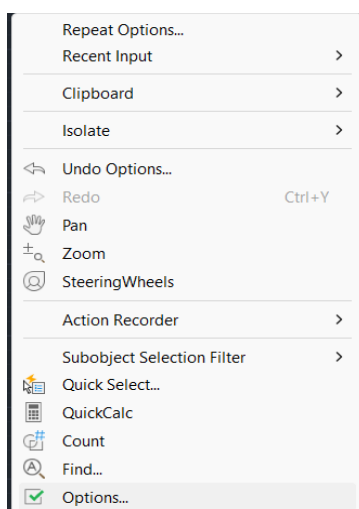 Repeat Options...
Recent Input
Clipboard
Isolate
Undo Options...
Redo Ctrl+Y
Pan
Zoom
SteeringWheels
Action Recorder
Subobject Selection Filter
Quick Select...
QuickCalc
Count
Find...
Options...